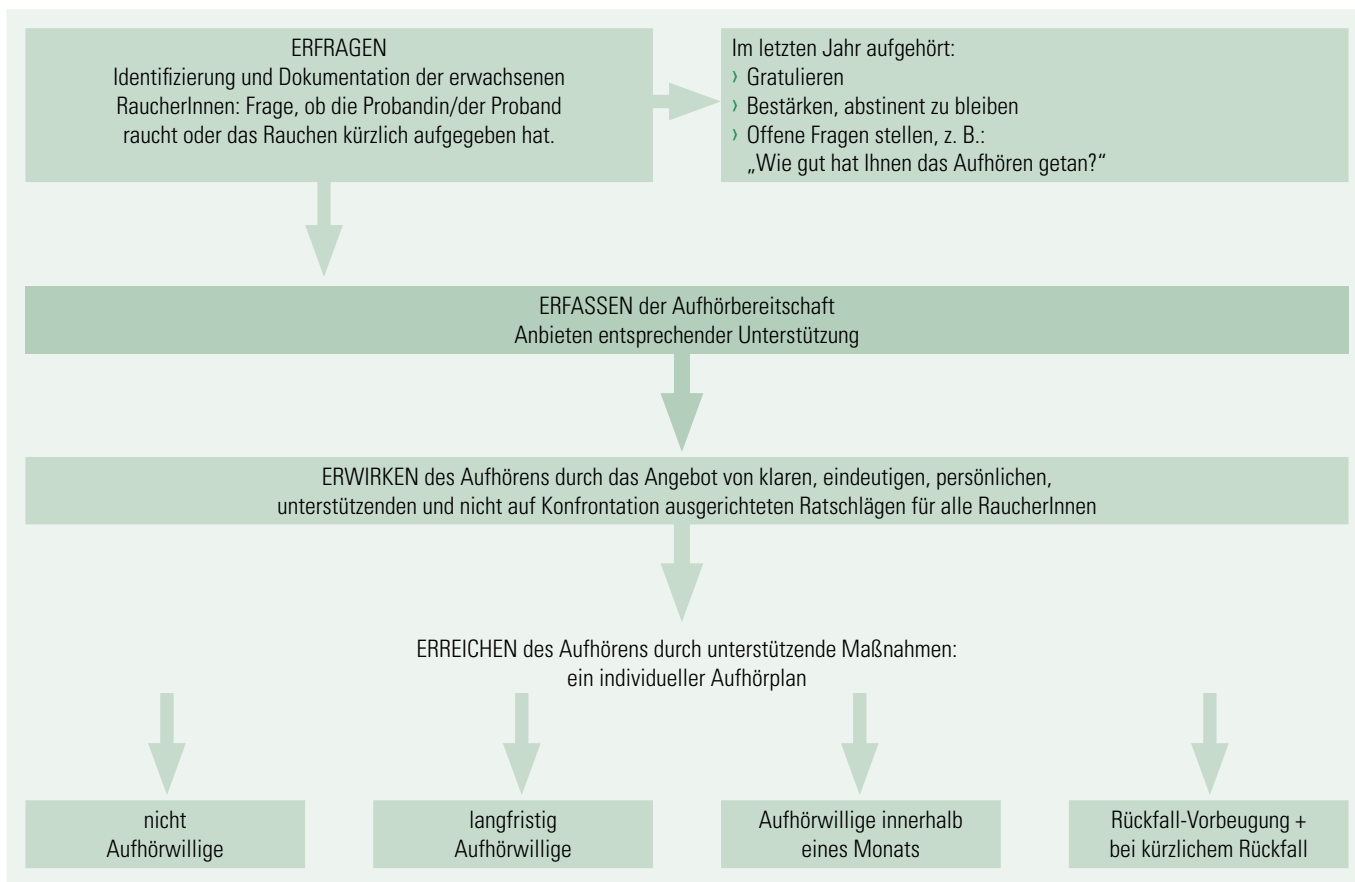 ERFRAGEN
Identifizierung und Dokumentation der erwachsenen
RaucherInnen: Frage, ob die Probandin/der Proband
raucht oder das Rauchen kürzlich aufgegeben hat.
Im letzten Jahr aufgehört:
› Gratulieren
› Bestärken, abstinent zu bleiben
› Offene Fragen stellen, z. B.:
„Wie gut hat Ihnen das Aufhören getan?“
ERFASSEN der Aufhörbereitschaft
Anbieten entsprechender Unterstützung
ERWIRKEN des Aufhörens durch das Angebot von klaren, eindeutigen, persönlichen,
unterstützenden und nicht auf Konfrontation ausgerichteten Ratschlägen für alle RaucherInnen
ERREICHEN des Aufhörens durch unterstützende Maßnahmen:
ein individueller Aufhörplan
nicht
Aufhörwillige
langfristig
Aufhörwillige
Aufhörwillige innerhalb
eines Monats
Rückfall-Vorbeugung +
bei kürzlichem Rückfall